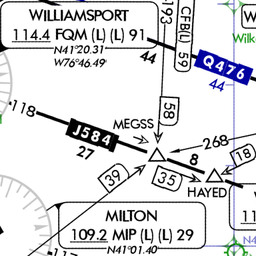 WILLIAMSPORT
114.4 FQM (L) (L) 91
N41°20.31'
W76°46.49'
44
193
CFB(L) 59
Q476
44
58
118
J584
27
MEGSS
268
8
18
39
35
HAYED
MILTON
109.2 MIP (L) (L) 29
N41°01.40'